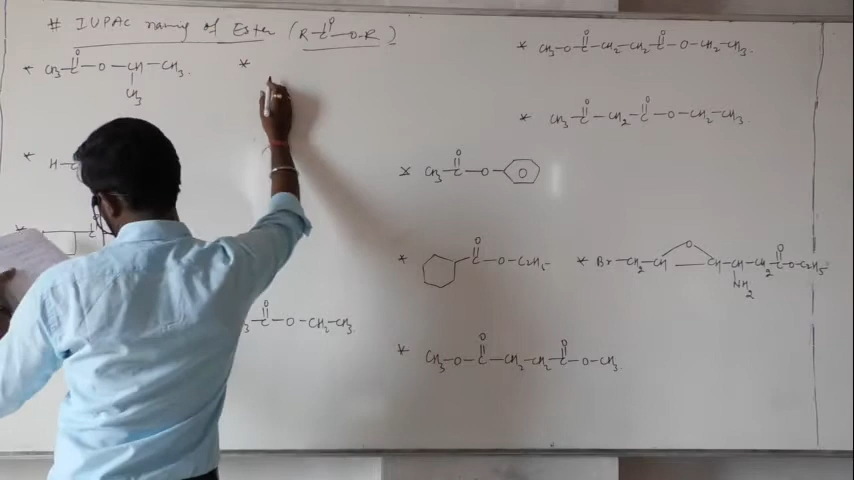 # IUPAC naming of Ester (R-C(=O)-O-R)
* CH3-C(=O)-O-CH(CH3)-CH3.
*
* H-C
*
-C(=O)-O-CH2-CH3.
* CH3-O-C(=O)-CH2-CH2-C(=O)-O-CH2-CH3.
* CH3-C(=O)-CH2-C(=O)-O-CH2-CH3.
* CH3-C(=O)-O-
* C(=O)-O-C2H5
* Br-CH2-CH-O-CH-CH(NH2)-CH2-C(=O)-O-C2H5
* CH3-O-C(=O)-CH2-CH2-C(=O)-O-CH3.